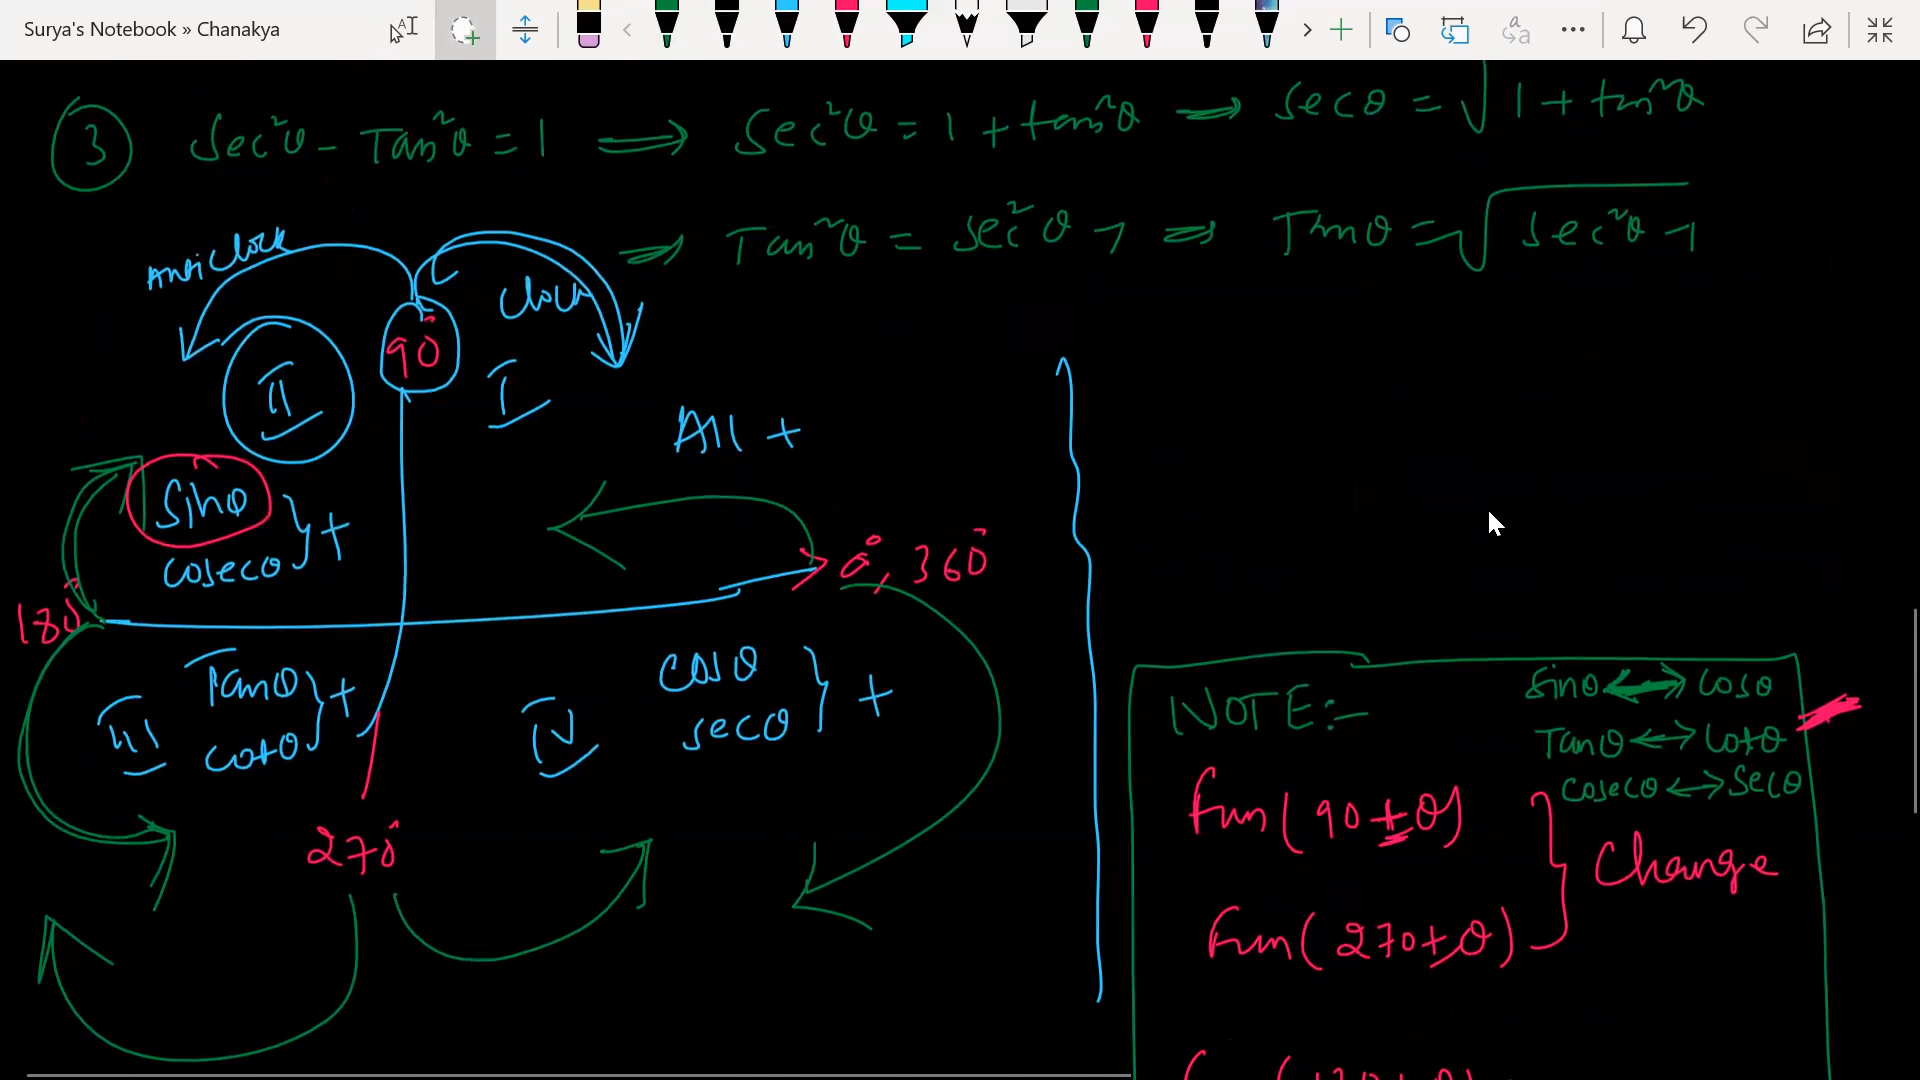 Surya's Notebook » Chanakya
3 Sec²θ - Tan²θ = 1 ⟹ Sec²θ = 1 + tan²θ ⟹ secθ = √1 + tan²θ
⟹ Tan²θ = sec²θ -1 ⟹ Tanθ = √sec²θ -1
Anticlock
Clock
90°
II
I
All +
Sinθ
cosecθ } +
0°, 360°
180°
III Tanθ
cotθ } +
IV cosθ
secθ } +
270°
NOTE:-
Sinθ ⟷ cosθ
Tanθ ⟷ cotθ
cosecθ ⟷ Secθ
fun(90±θ)
fun(270±θ) } Change